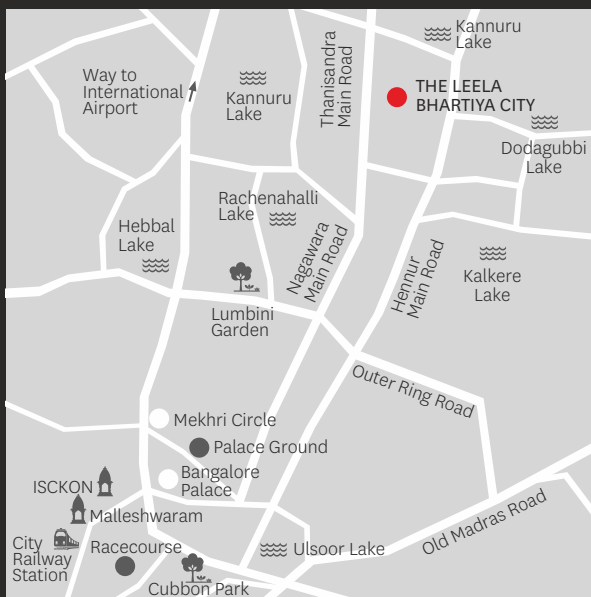 Kannuru
Lake
Way to
International
Airport
Kannuru
Lake
Thanisandra
Main Road
THE LEELA
BHARTIYA CITY
Dodagubbi
Lake
Rachenahalli
Lake
Hebbal
Lake
Nagawara
Main Road
Hennur
Main Road
Kalkere
Lake
Lumbini
Garden
Outer Ring Road
Mekhri Circle
Palace Ground
Bangalore
Palace
ISCKON
Malleshwaram
Old Madras Road
City
Railway
Station
Racecourse
Ulsoor Lake
Cubbon Park